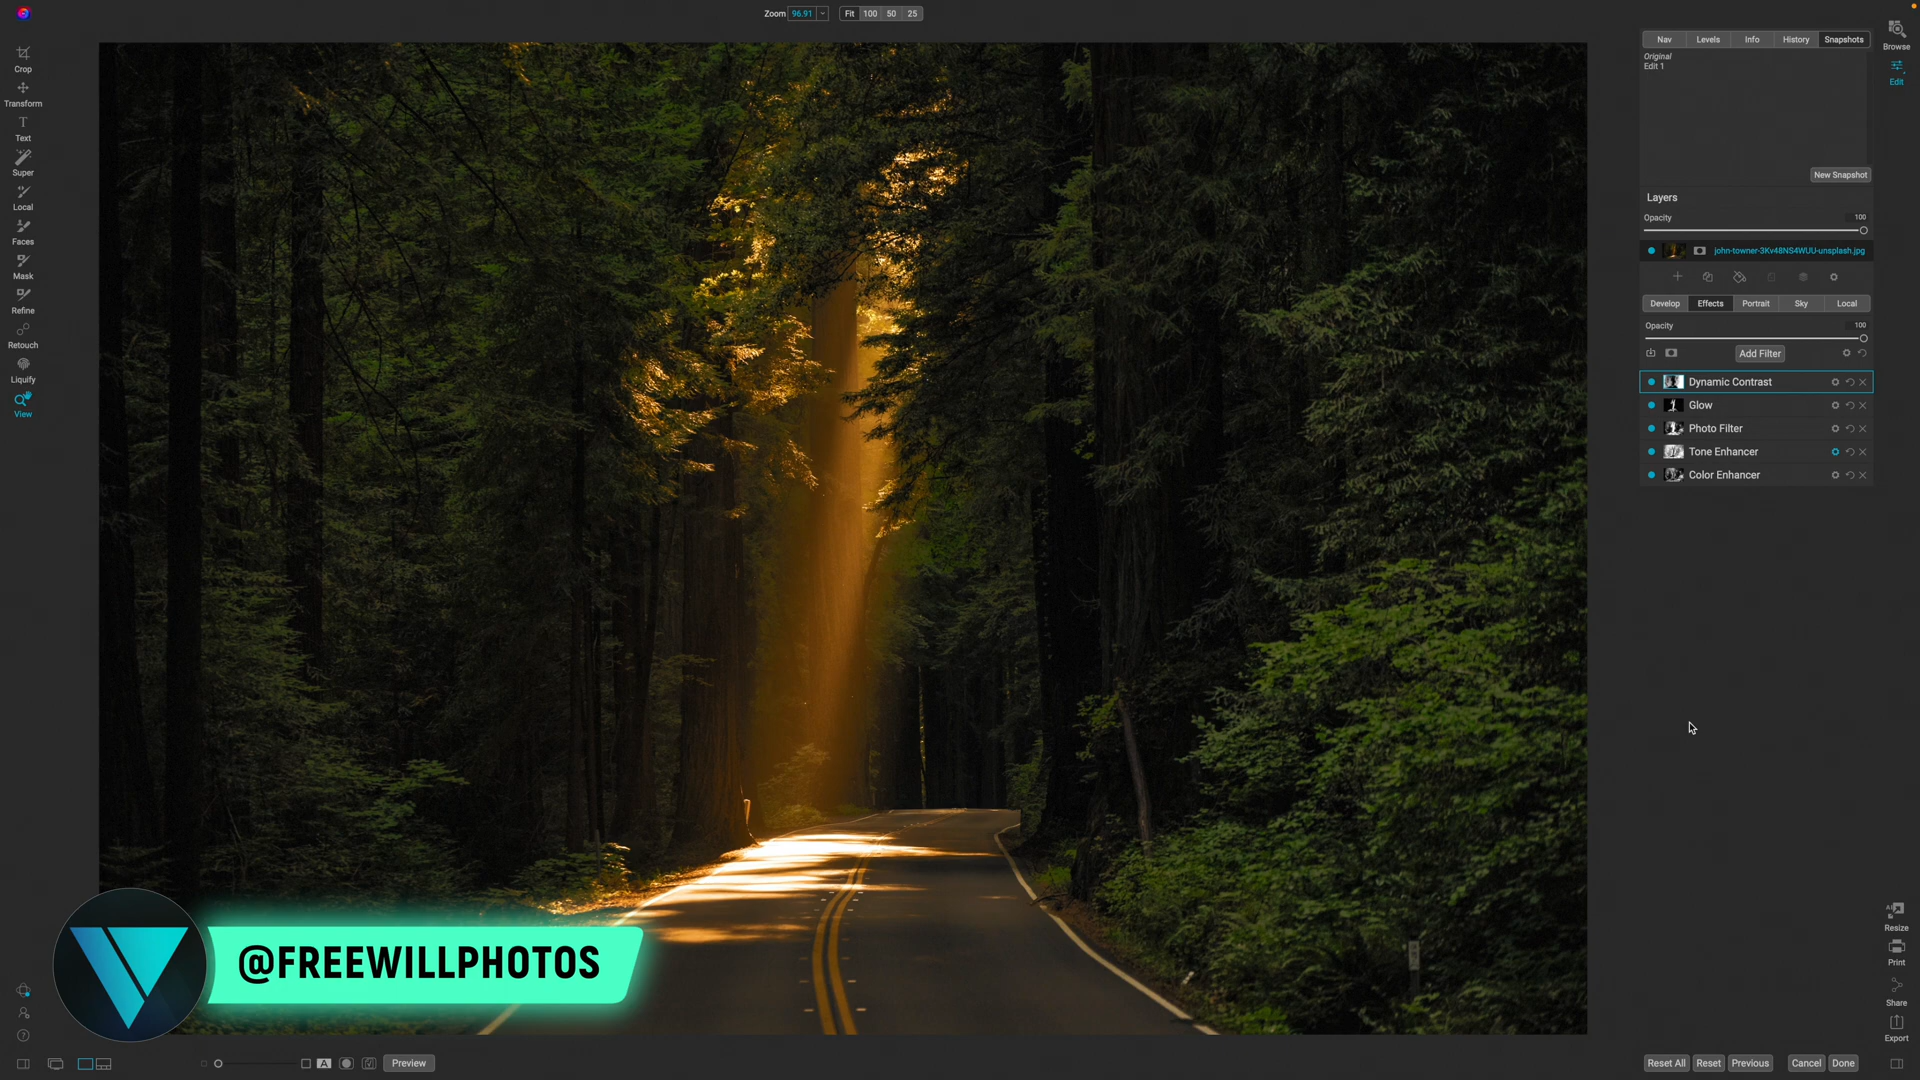 Zoom 96.91 Fit 100 50 25
Crop
Transform
Text
Super
Local
Faces
Mask
Refine
Retouch
Liquify
View
Nav Levels Info History Snapshots
Original
Edit 1
New Snapshot
Browse
Edit
Layers
Opacity 100
john-towner-3Kv48NS4WUU-unsplash.jpg
Develop Effects Portrait Sky Local
Opacity 100
Add Filter
Dynamic Contrast
Glow
Photo Filter
Tone Enhancer
Color Enhancer
@FREEWILLPHOTOS
Resize
Print
Share
Export
A Preview
Reset All Reset Previous Cancel Done